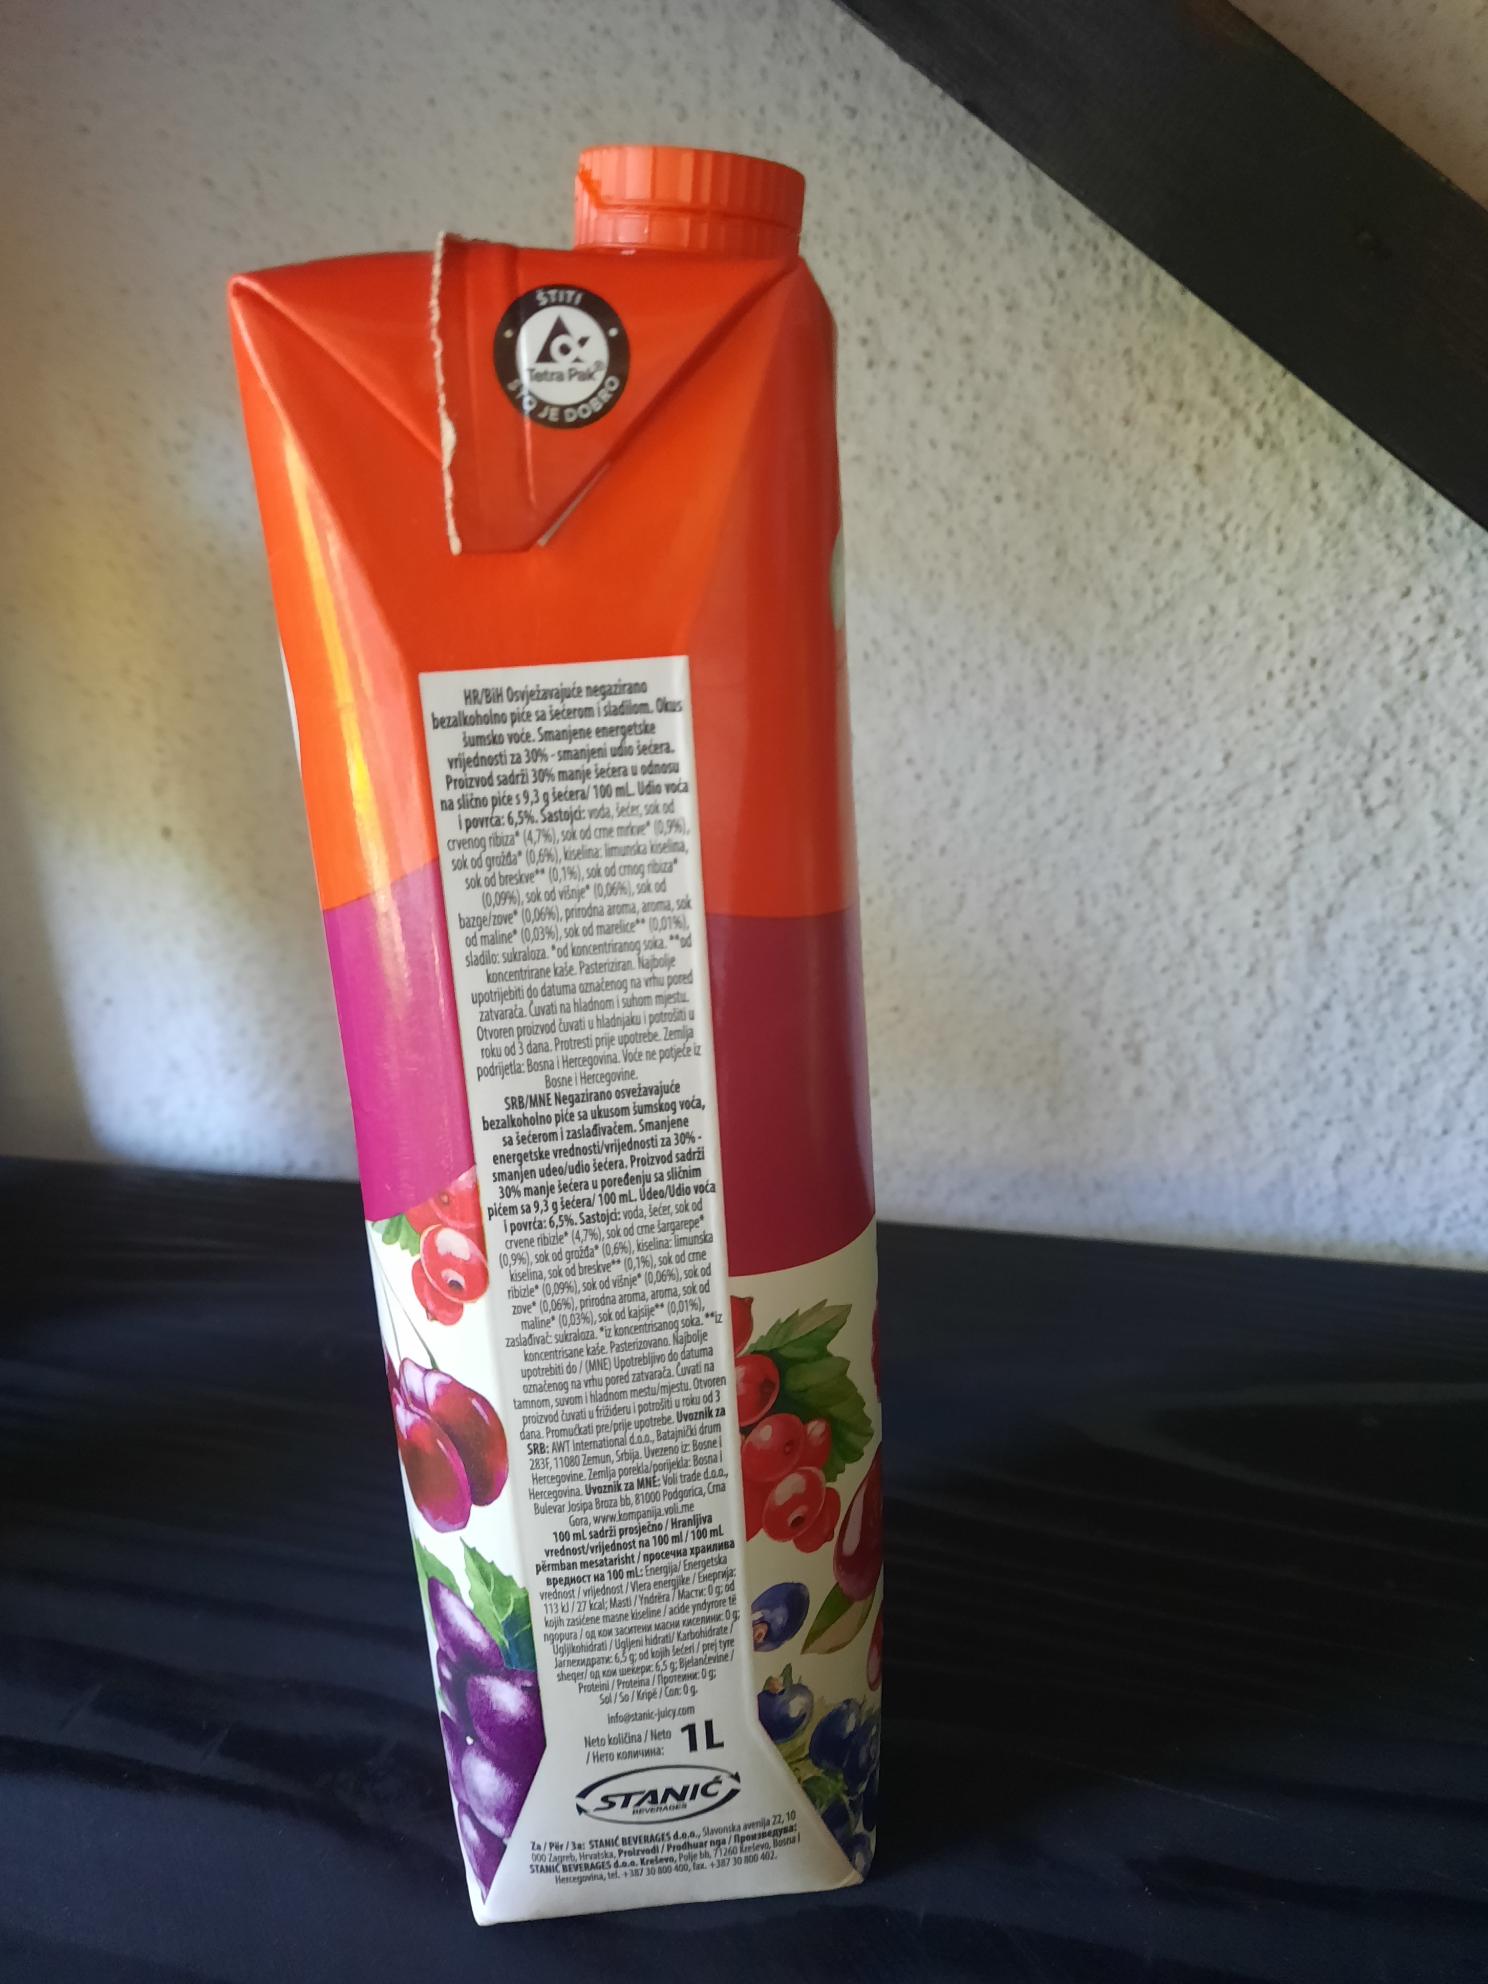 ŠTITI
Tetra Pak®
ŠTO JE DOBRO
HR/BiH Osvježavajuće negazirano
bezalkoholno piće sa šećerom i sladilom. Okus
šumsko voće. Smanjene energetske
vrijednosti za 30% - smanjeni udio šećera.
Proizvod sadrži 30% manje šećera u odnosu
na slično piće s 9,3 g šećera/ 100 mL. Udio voća
i povrća: 6,5%. Sastojci: voda, šećer, sok od
crvenog ribiza* (4,7%), sok od crne mrkve* (0,9%),
sok od grožđa* (0,6%), kiselina: limunska kiselina,
sok od breskve** (0,1%), sok od crnog ribiza*
(0,09%), sok od višnje* (0,06%), sok od
bazge/zove* (0,06%), prirodna aroma, aroma, sok
od maline* (0,03%), sok od marelice** (0,01%),
sladilo: sukraloza. *od koncentriranog soka. **od
koncentrirane kaše. Pasteriziran. Najbolje
upotrijebiti do datuma označenog na vrhu pored
zatvarača. Čuvati na hladnom i suhom mjestu.
Otvoren proizvod čuvati u hladnjaku i potrošiti u
roku od 3 dana. Protresti prije upotrebe. Zemlja
podrijetla: Bosna i Hercegovina. Voće ne potječe iz
Bosne i Hercegovine.
SRB/MNE Negazirano osvežavajuće
bezalkoholno piće sa ukusom šumskog voća,
sa šećerom i zaslađivačem. Smanjene
energetske vrednosti/vrijednosti za 30% -
smanjen udeo/udio šećera. Proizvod sadrži
30% manje šećera u poređenju sa sličnim
pićem sa 9,3 g šećera/ 100 mL. Udeo/Udio voća
i povrća: 6,5%. Sastojci: voda, šećer, sok od
crvene ribizle* (4,7%), sok od crne šargarepe*
(0,9%), sok od grožđa* (0,6%), kiselina: limunska
kiselina, sok od breskve** (0,1%), sok od crne
ribizle* (0,09%), sok od višnje* (0,06%), sok od
zove* (0,06%), prirodna aroma, aroma, sok od
maline* (0,03%), sok od kajsije** (0,01%),
zaslađivač: sukraloza. *iz koncentrisanog soka. **iz
koncentrisane kaše. Pasterizovano. Najbolje
upotrebiti do / (MNE) Upotrebljivo do datuma
označenog na vrhu pored zatvarača. Čuvati na
tamnom, suvom i hladnom mestu/mjestu. Otvoren
proizvod čuvati u frižideru i potrošiti u roku od 3
dana. Promućkati pre/prije upotrebe. Uvoznik za
SRB: AWT International d.o.o., Batajnički drum
283F, 11080 Zemun, Srbija. Uvezeno iz: Bosne i
Hercegovine. Zemlja porekla/porijekla: Bosna i
Hercegovina. Uvoznik za MNE: Voli trade d.o.o.,
Bulevar Josipa Broza bb, 81000 Podgorica, Crna
Gora, www.kompanija.voli.me
100 mL sadrži prosječno / Hranljiva
vrednost/vrijednost na 100 ml / 100 mL
përmban mesatarisht / просечна хранлива
вредност на 100 mL: Energija/ Energetska
vrednost / vrijednost / Vlera energjike / Енергија:
113 kJ / 27 kcal; Masti / Yndrëra / Масти: 0 g; od
kojih zasićene masne kiseline / acide yndyrore të
ngopura / од кои заситени масни киселини: 0 g;
Ugljikohidrati / Ugljeni hidrati/ Karbohidrate /
Јаглехидрати: 6,5 g; od kojih šećeri / prej tyre
sheqer/ од кои шеќери: 6,5 g; Bjelančevine /
Proteini / Proteina / Протеини: 0 g;
Sol / So / Kripë / Сол: 0 g.
info@stanic-juicy.com
Neto količina / Neto
/ Нето количина: 1L
STANIĆ
BEVERAGES
Za / Për / За: STANIĆ BEVERAGES d.o.o., Slavonska avenija 22, 10
000 Zagreb, Hrvatska, Proizvodi / Prodhuar nga / Произведува:
STANIĆ BEVERAGES d.o.o. Kreševo, Polje bb, 71260 Kreševo, Bosna i
Hercegovina, tel. +387 30 800 400, fax. +387 30 800 402.